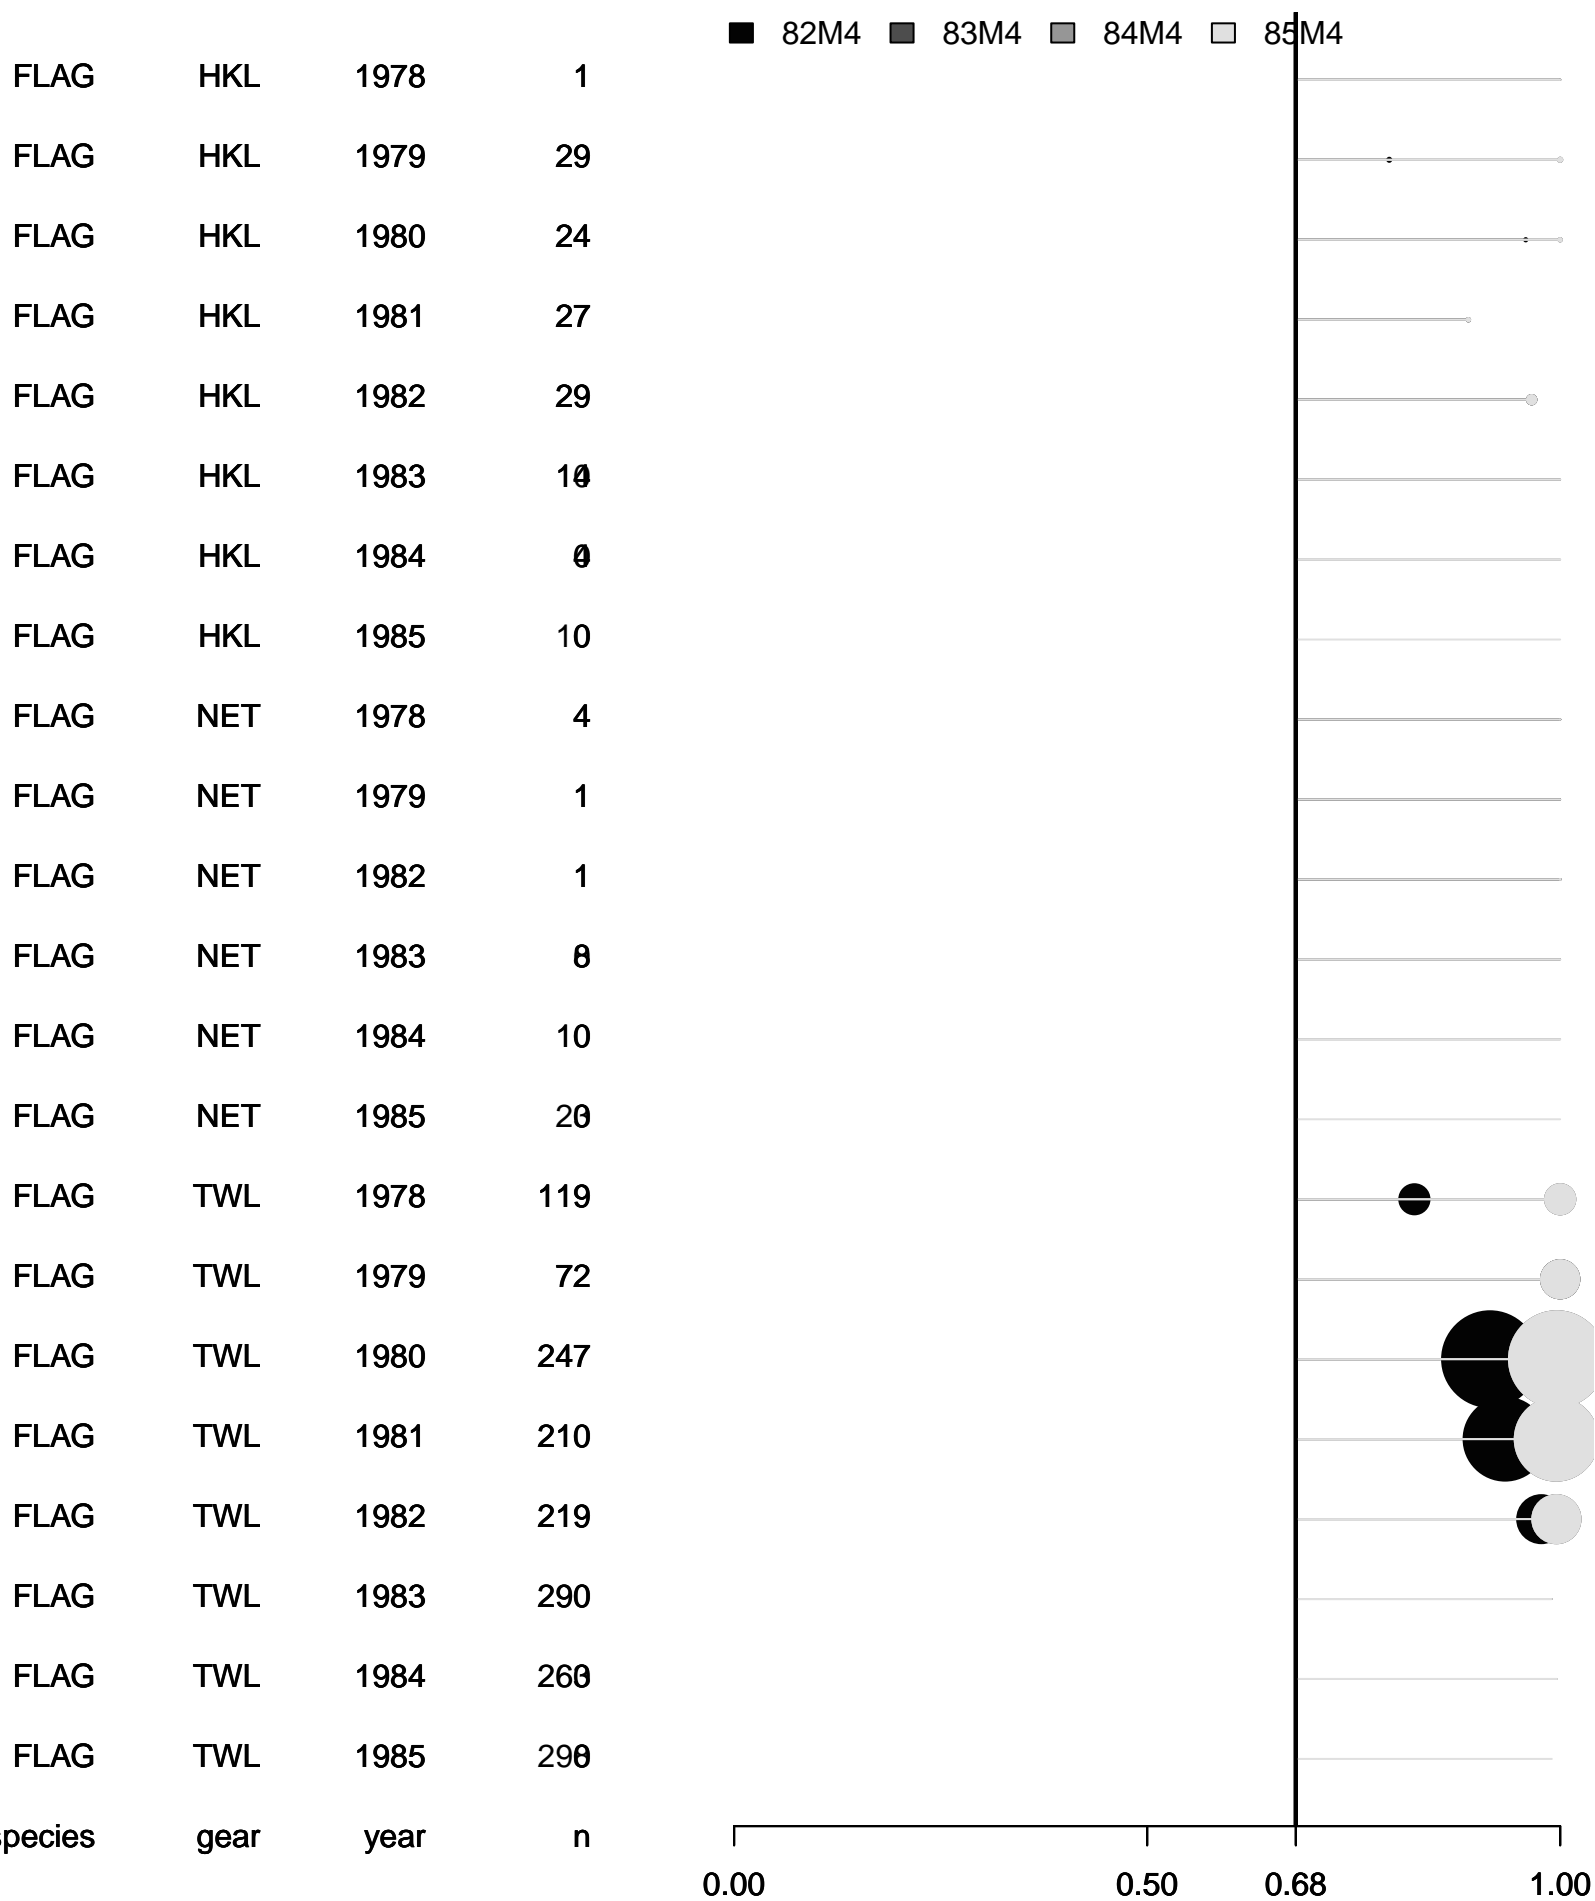 82M4 83M4 84M4 85M4
FLAG HKL 1978 1
FLAG HKL 1979 29
FLAG HKL 1980 24
FLAG HKL 1981 27
FLAG HKL 1982 29
FLAG HKL 1983
FLAG HKL 1984
FLAG HKL 1985 10
FLAG NET 1978 4
FLAG NET 1979 1
FLAG NET 1982 1
FLAG NET 1983
FLAG NET 1984 10
FLAG NET 1985
FLAG TWL 1978 119
FLAG TWL 1979 72
FLAG TWL 1980 247
FLAG TWL 1981 210
FLAG TWL 1982 219
FLAG TWL 1983 290
FLAG TWL 1984
FLAG TWL 1985
species gear year n
0.00 0.50 0.68 1.00